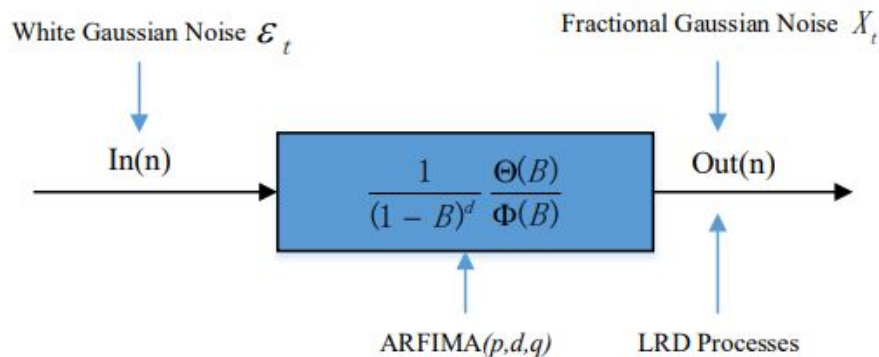 White Gaussian Noise ε_t
Fractional Gaussian Noise X_t
In(n)
1/(1 - B)^d Θ(B)/Φ(B)
Out(n)
ARFIMA(p,d,q)
LRD Processes